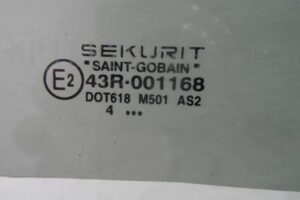 SEKURIT
"SAINT-GOBAIN"
E2 43R-001168
DOT618 M501 AS2
4 •••